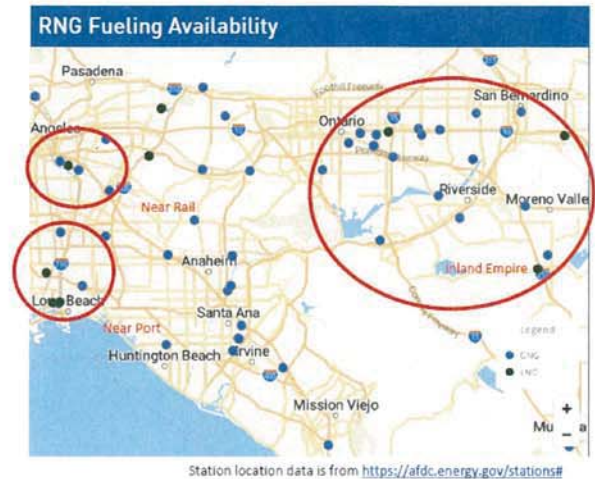 RNG Fueling Availability
Pasadena
San Bernardino
Ontario
Angeles
Riverside
Moreno Valle
Near Rail
Anaheim
Inland Empire
Long Beach
Santa Ana
Near Port
Legend
Huntington Beach
Irvine
CNG
LNG
Mission Viejo
+
Mu
−
Station location data is from https://afdc.energy.gov/stations#